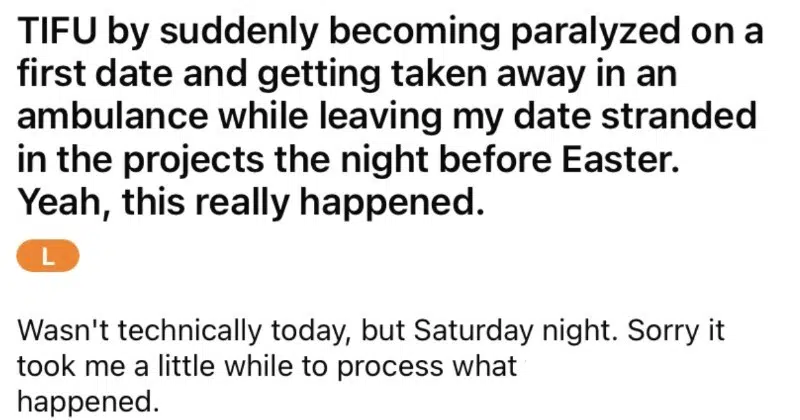 TIFU by suddenly becoming paralyzed on a
first date and getting taken away in an
ambulance while leaving my date stranded
in the projects the night before Easter.
Yeah, this really happened.
L
Wasn't technically today, but Saturday night. Sorry it
took me a little while to process what
happened.